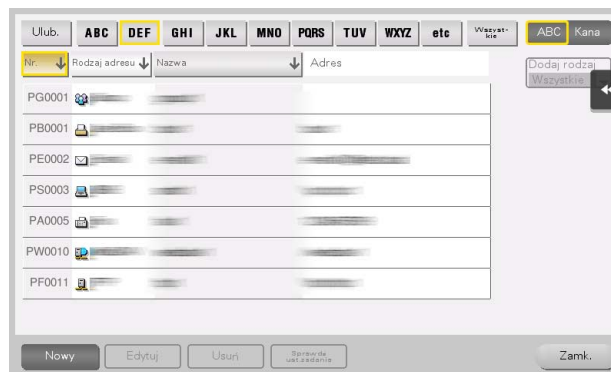 Ulub. ABC DEF GHI JKL MNO PQRS TUV WXYZ etc Wszyst-
kie
ABC Kana
Nr. Rodzaj adresu Nazwa Adres
Dodaj rodzaj
Wszystkie
PG0001
PB0001
PE0002
PS0003
PA0005
PW0010
PF0011
Nowy Edytuj Usuń Sprawdź
ust.zadania
Zamk.